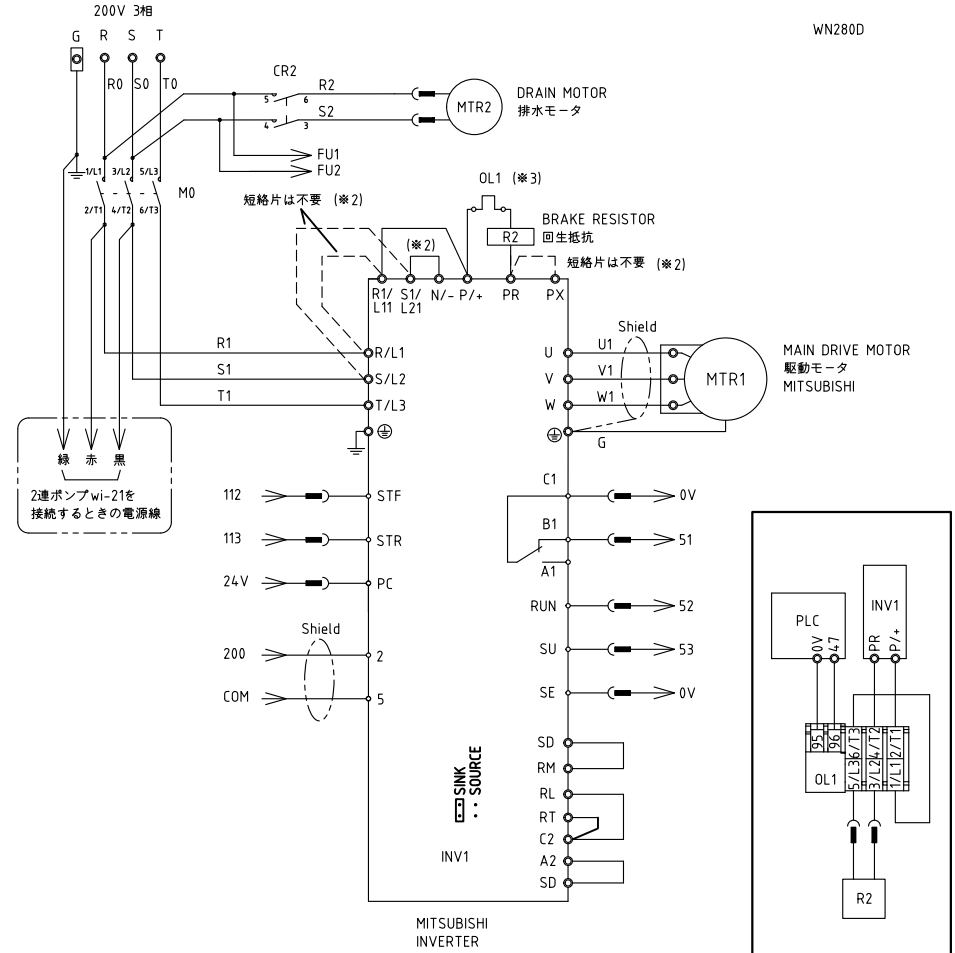 200V 3相
WN280D
G R S T
R0 S0 T0
CR2
5 6 R2
4 3 S2
MTR2
DRAIN MOTOR
排水モータ
FU1
FU2
1/L1 3/L2 5/L3
2/T1 4/T2 6/T3
M0
短絡片は不要 (※2)
OL1 (※3)
BRAKE RESISTOR
回生抵抗
R2
(※2)
短絡片は不要 (※2)
R1/ S1/ N/- P/+ PR PX
L11 L21
R1
S1
T1
R/L1
S/L2
T/L3
U
V
W
U1
V1
W1
Shield
G
MTR1
MAIN DRIVE MOTOR
駆動モータ
MITSUBISHI
緑 赤 黒
2連ポンプwi-21を
接続するときの電源線
112 STF
113 STR
24V PC
Shield
200 2
COM 5
C1 0V
B1 51
A1
RUN 52
SU 53
SE 0V
SD
RM
RL
RT
C2
A2
SD
SINK
SOURCE
INV1
MITSUBISHI
INVERTER
PLC
0V
47
INV1
PR
P/+
95
96
OL1
5/L3 6/T3
3/L2 4/T2
1/L1 2/T1
R2